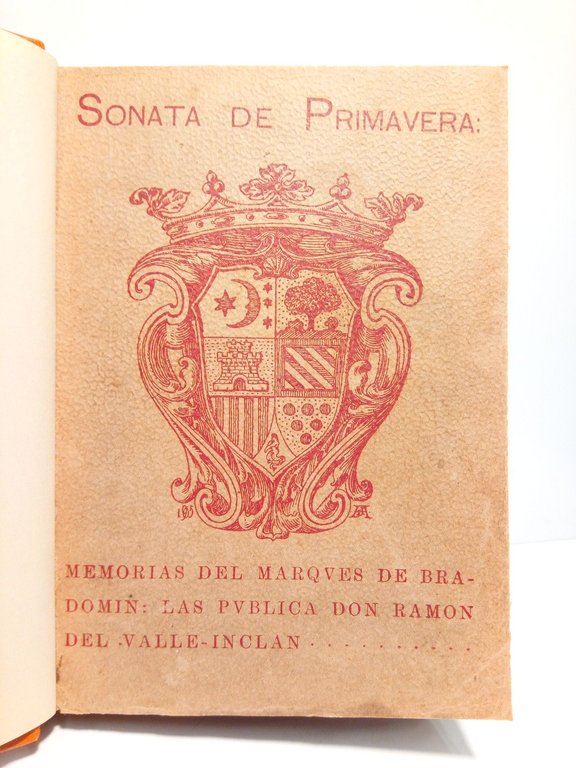 SONATA DE PRIMAVERA:
MEMORIAS DEL MARQVES DE BRA-
DOMIN: LAS PVBLICA DON RAMON
DEL VALLE-INCLAN . . . . . . . . . .